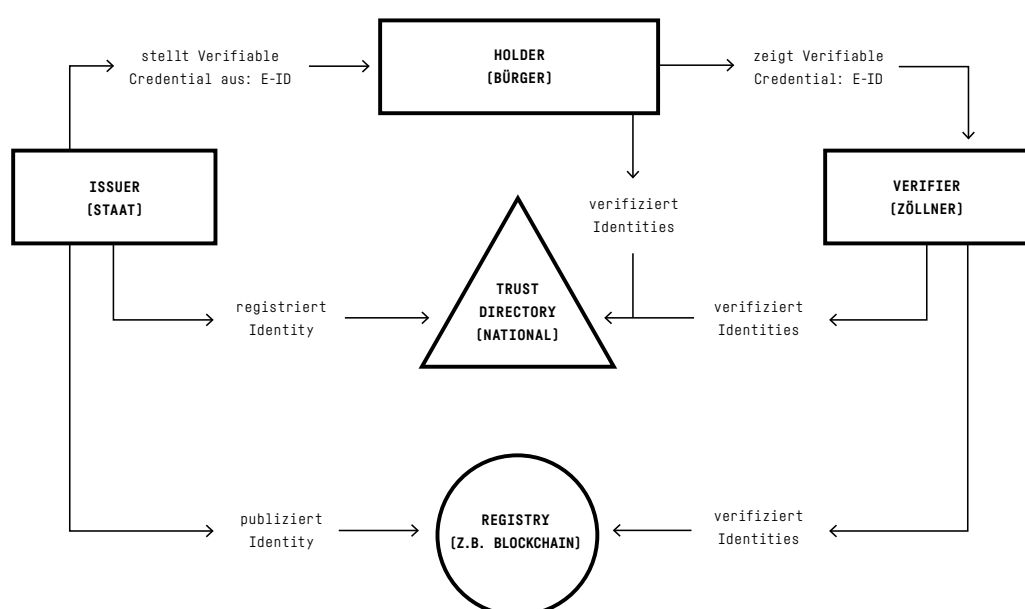 stellt Verifiable
Credential aus: E-ID
HOLDER
(BÜRGER)
zeigt Verifiable
Credential: E-ID
ISSUER
(STAAT)
VERIFIER
(ZÖLLNER)
verifiziert
Identities
TRUST
DIRECTORY
(NATIONAL)
registriert
Identity
verifiziert
Identities
publiziert
Identity
REGISTRY
(Z.B. BLOCKCHAIN)
verifiziert
Identities